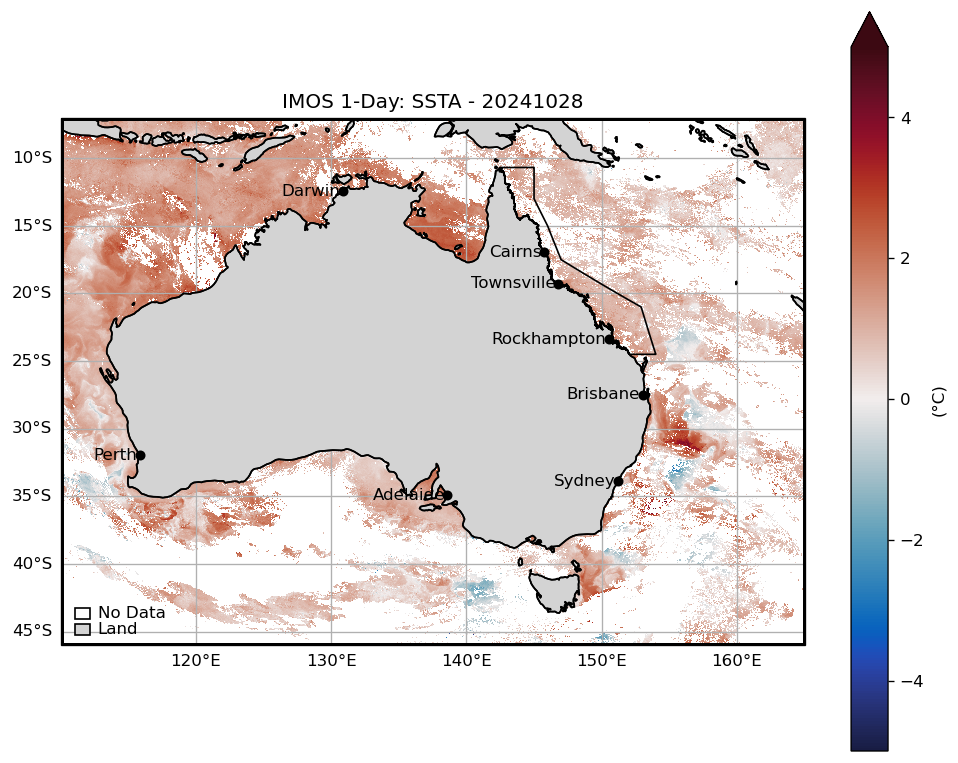 IMOS 1-Day: SSTA - 20241028
10°S
15°S
20°S
25°S
30°S
35°S
40°S
45°S
Darwin
Cairns
Townsville
Rockhampton
Brisbane
Perth
Sydney
Adelaide
No Data
Land
120°E 130°E 140°E 150°E 160°E
4
2
0
−2
−4
(°C)